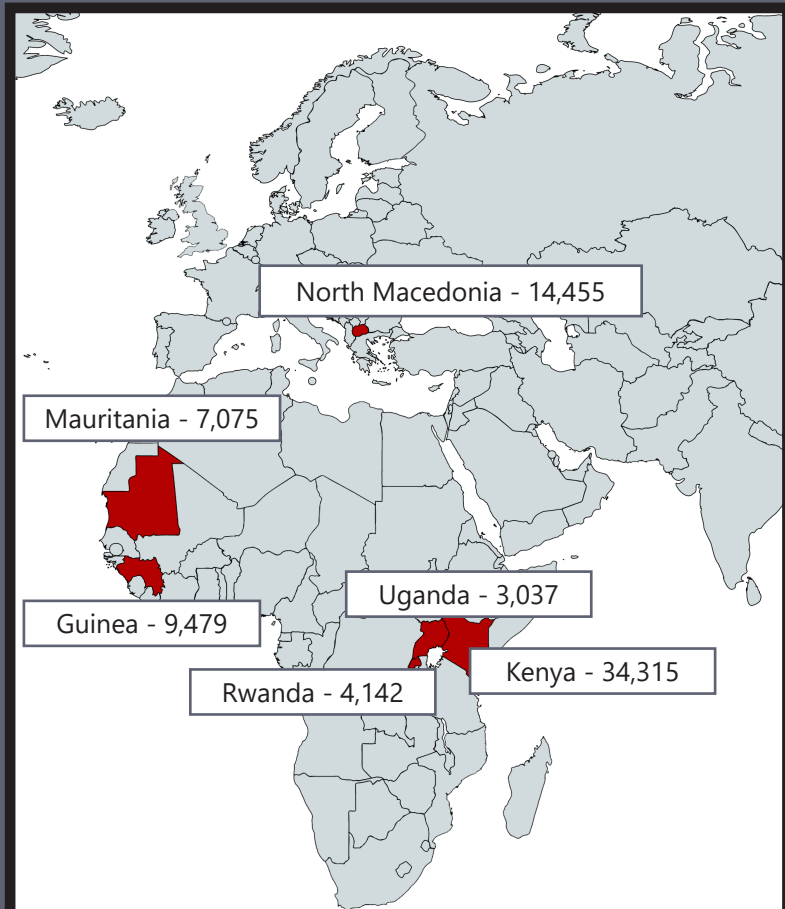 North Macedonia - 14,455
Mauritania - 7,075
Uganda - 3,037
Guinea - 9,479
Kenya - 34,315
Rwanda - 4,142